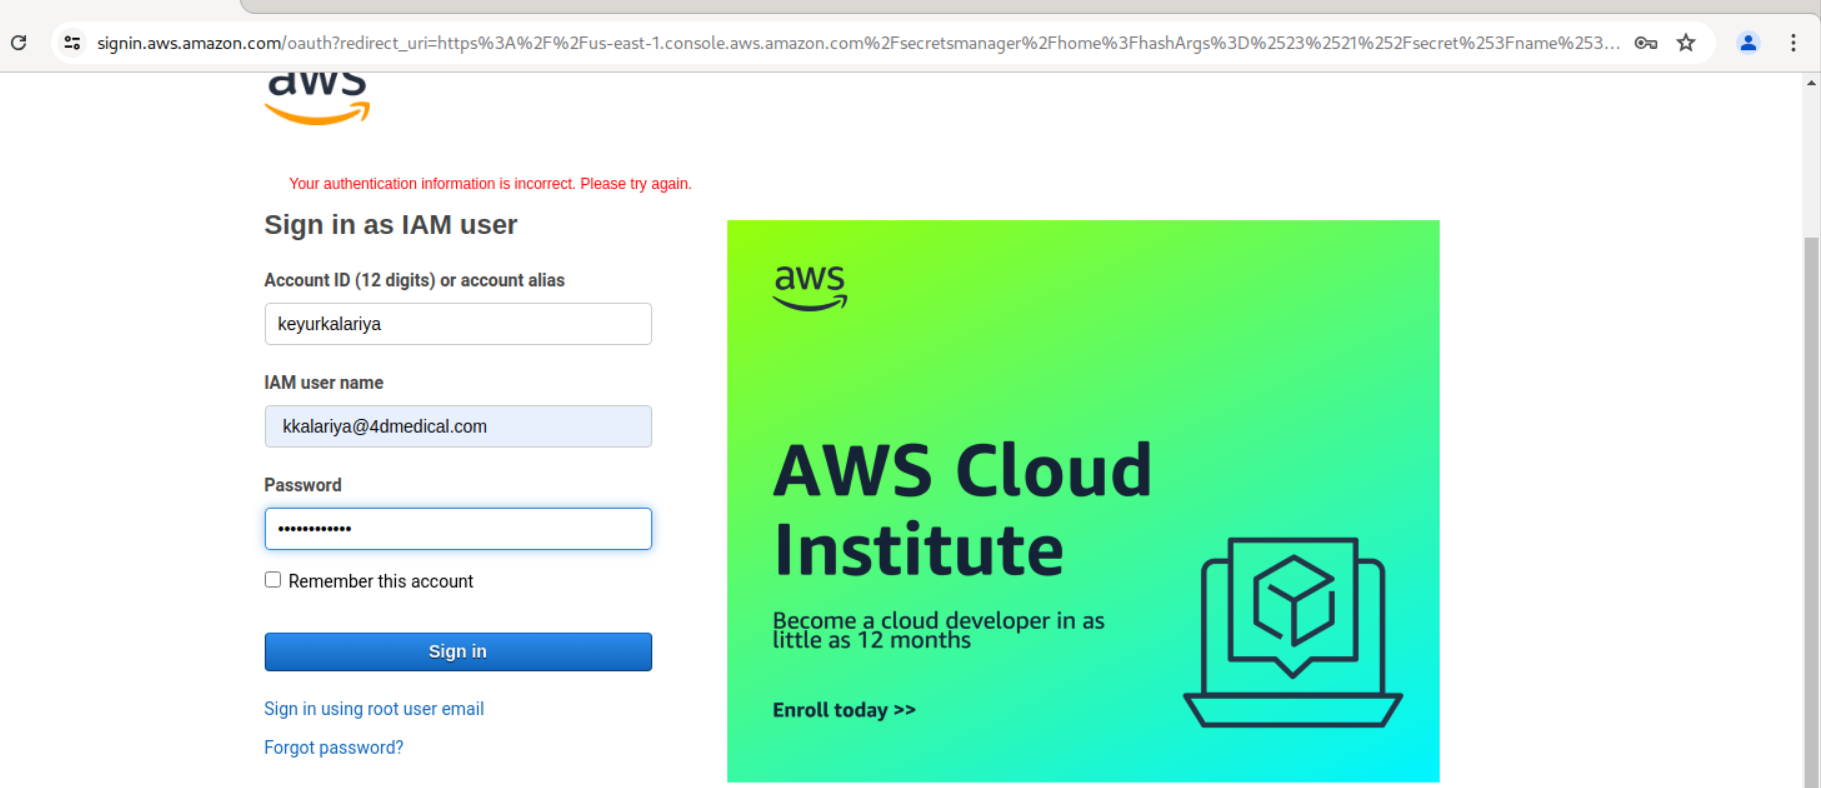 signin.aws.amazon.com/oauth?redirect_uri=https%3A%2F%2Fus-east-1.console.aws.amazon.com%2Fsecretsmanager%2Fhome%3FhashArgs%3D%2523%2521%252Fsecret%253Fname%253...
aws
Your authentication information is incorrect. Please try again.
Sign in as IAM user
Account ID (12 digits) or account alias
keyurkalariya
IAM user name
kkalariya@4dmedical.com
Password
••••••••••••
Remember this account
Sign in
Sign in using root user email
Forgot password?
aws
AWS Cloud
Institute
Become a cloud developer in as
little as 12 months
Enroll today >>